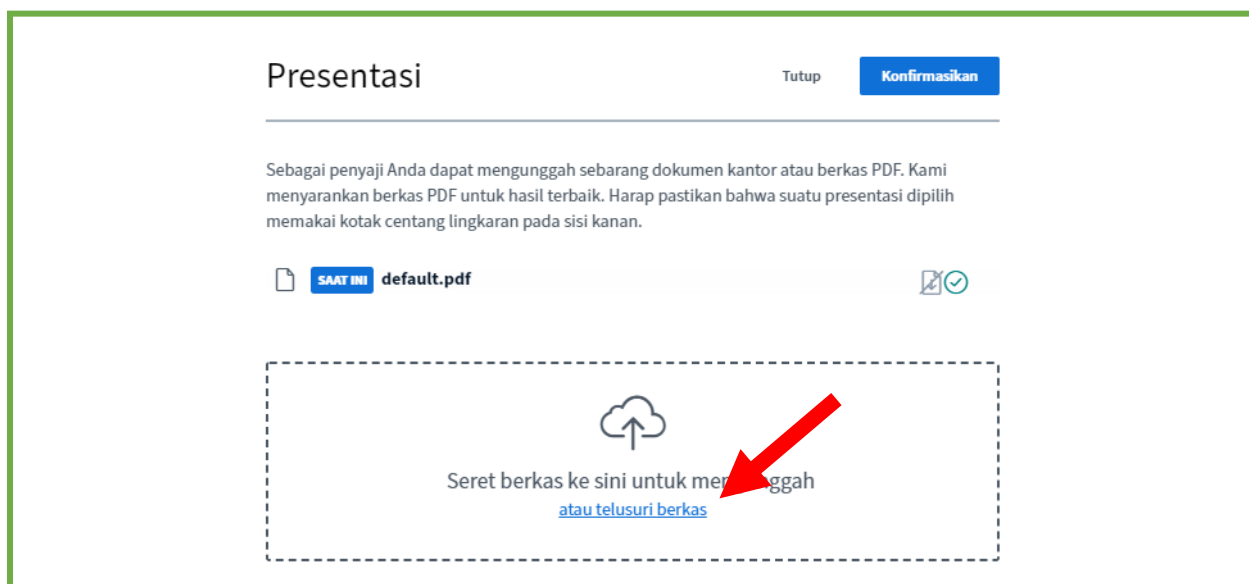 Presentasi
Tutup
Konfirmasikan
Sebagai penyaji Anda dapat mengunggah sebarang dokumen kantor atau berkas PDF. Kami
menyarankan berkas PDF untuk hasil terbaik. Harap pastikan bahwa suatu presentasi dipilih
memakai kotak centang lingkaran pada sisi kanan.
SAAT INI default.pdf
Seret berkas ke sini untuk
atau telusuri berkas